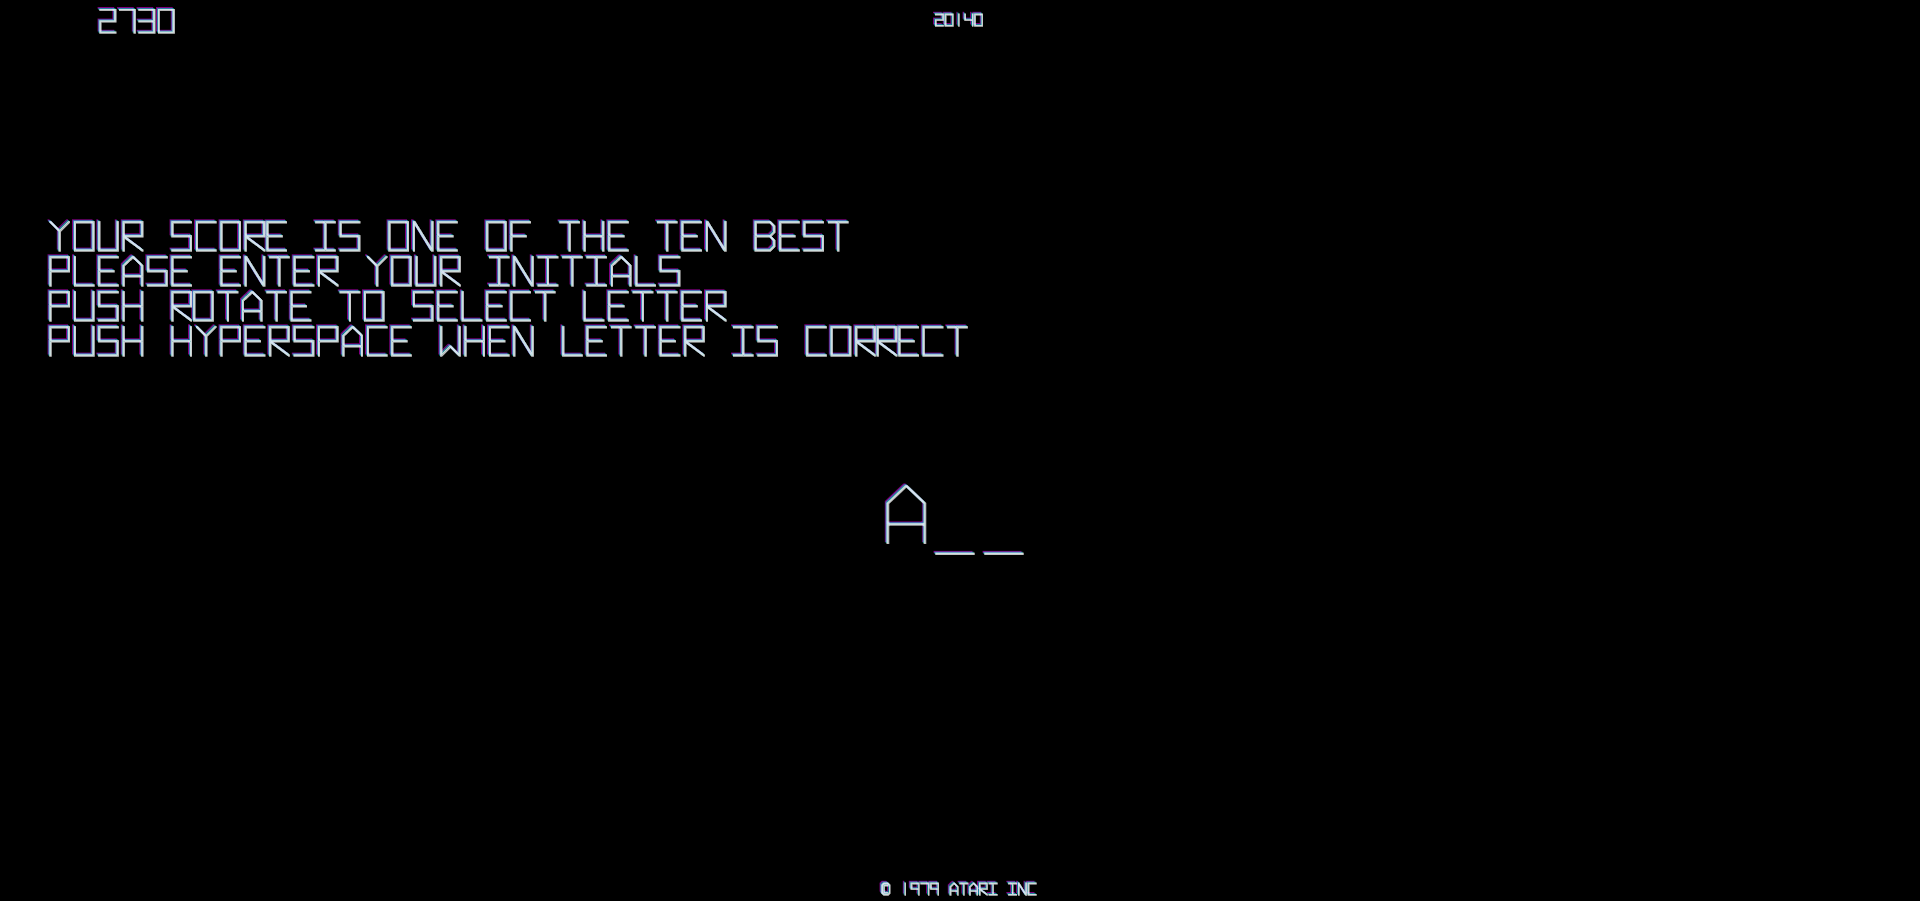 2730 20140
YOUR SCORE IS ONE OF THE TEN BEST
PLEASE ENTER YOUR INITIALS
PUSH ROTATE TO SELECT LETTER
PUSH HYPERSPACE WHEN LETTER IS CORRECT
A__
© 1979 ATARI INC